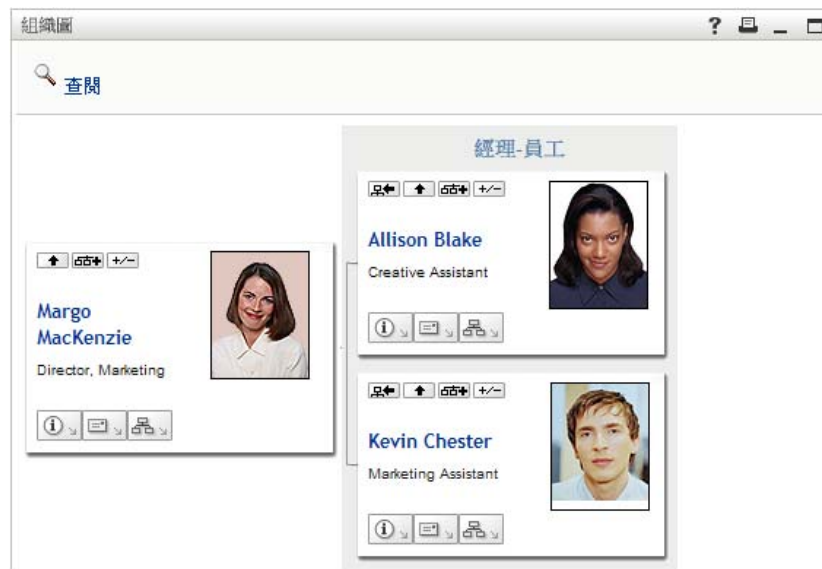 組織圖
查閱
經理-員工
Allison Blake
Creative Assistant
Margo
MacKenzie
Director, Marketing
Kevin Chester
Marketing Assistant